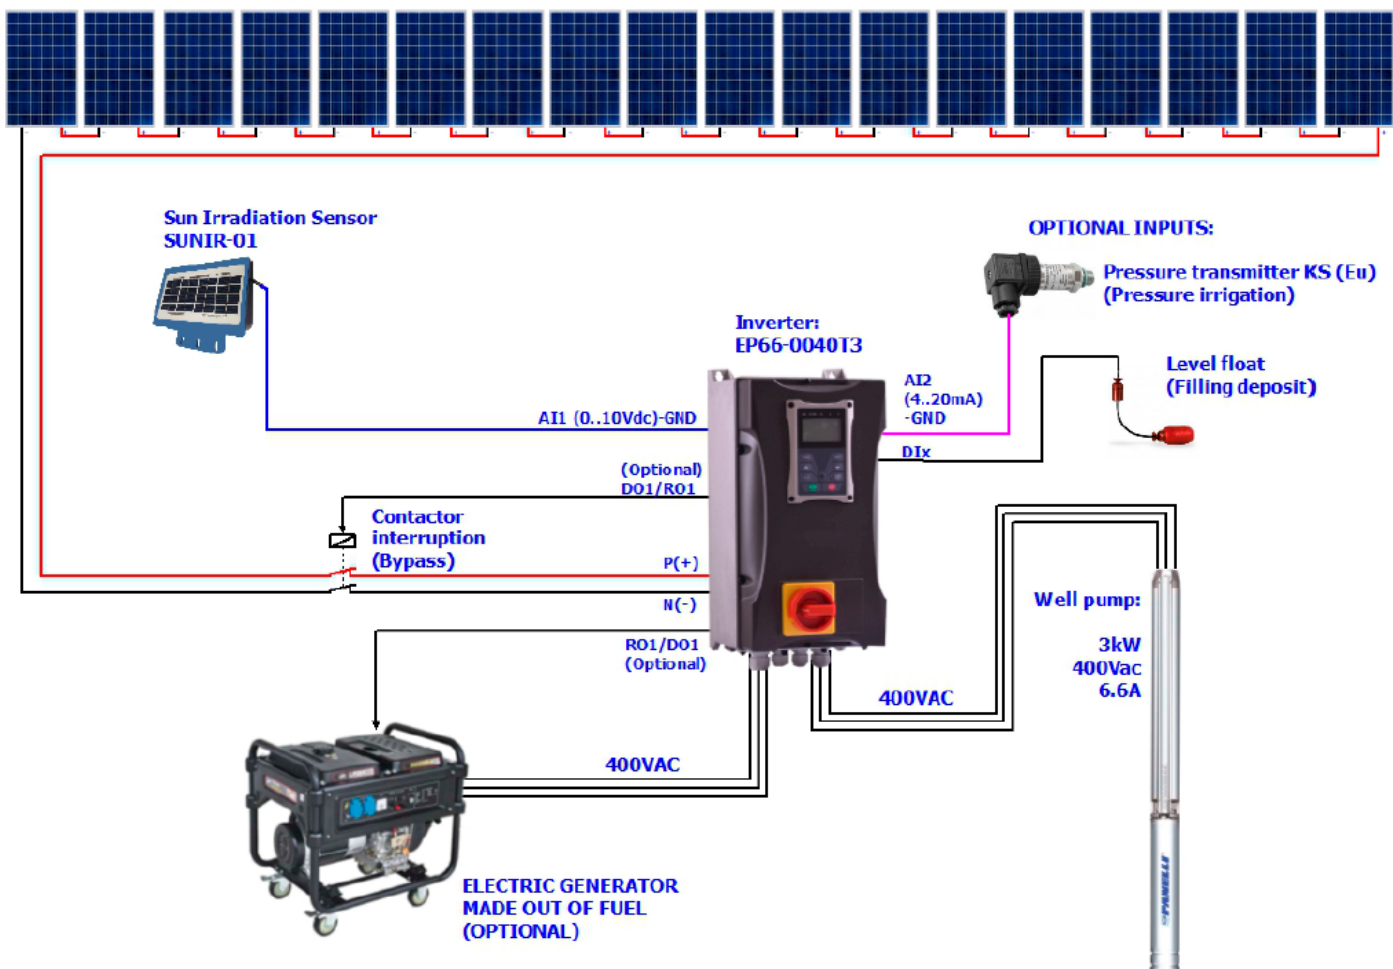 Sun Irradiation Sensor
SUNIR-01
OPTIONAL INPUTS:
Pressure transmitter KS (Eu)
(Pressure irrigation)
Inverter:
EP66-0040T3
Level float
(Filling deposit)
AI2
(4..20mA)
-GND
AI1 (0..10Vdc)-GND
DIx
(Optional)
DO1/RO1
Contactor
interruption
(Bypass)
P(+)
N(-)
RO1/DO1
(Optional)
Well pump:
3kW
400Vac
6.6A
400VAC
400VAC
ELECTRIC GENERATOR
MADE OUT OF FUEL
(OPTIONAL)
PANELLI